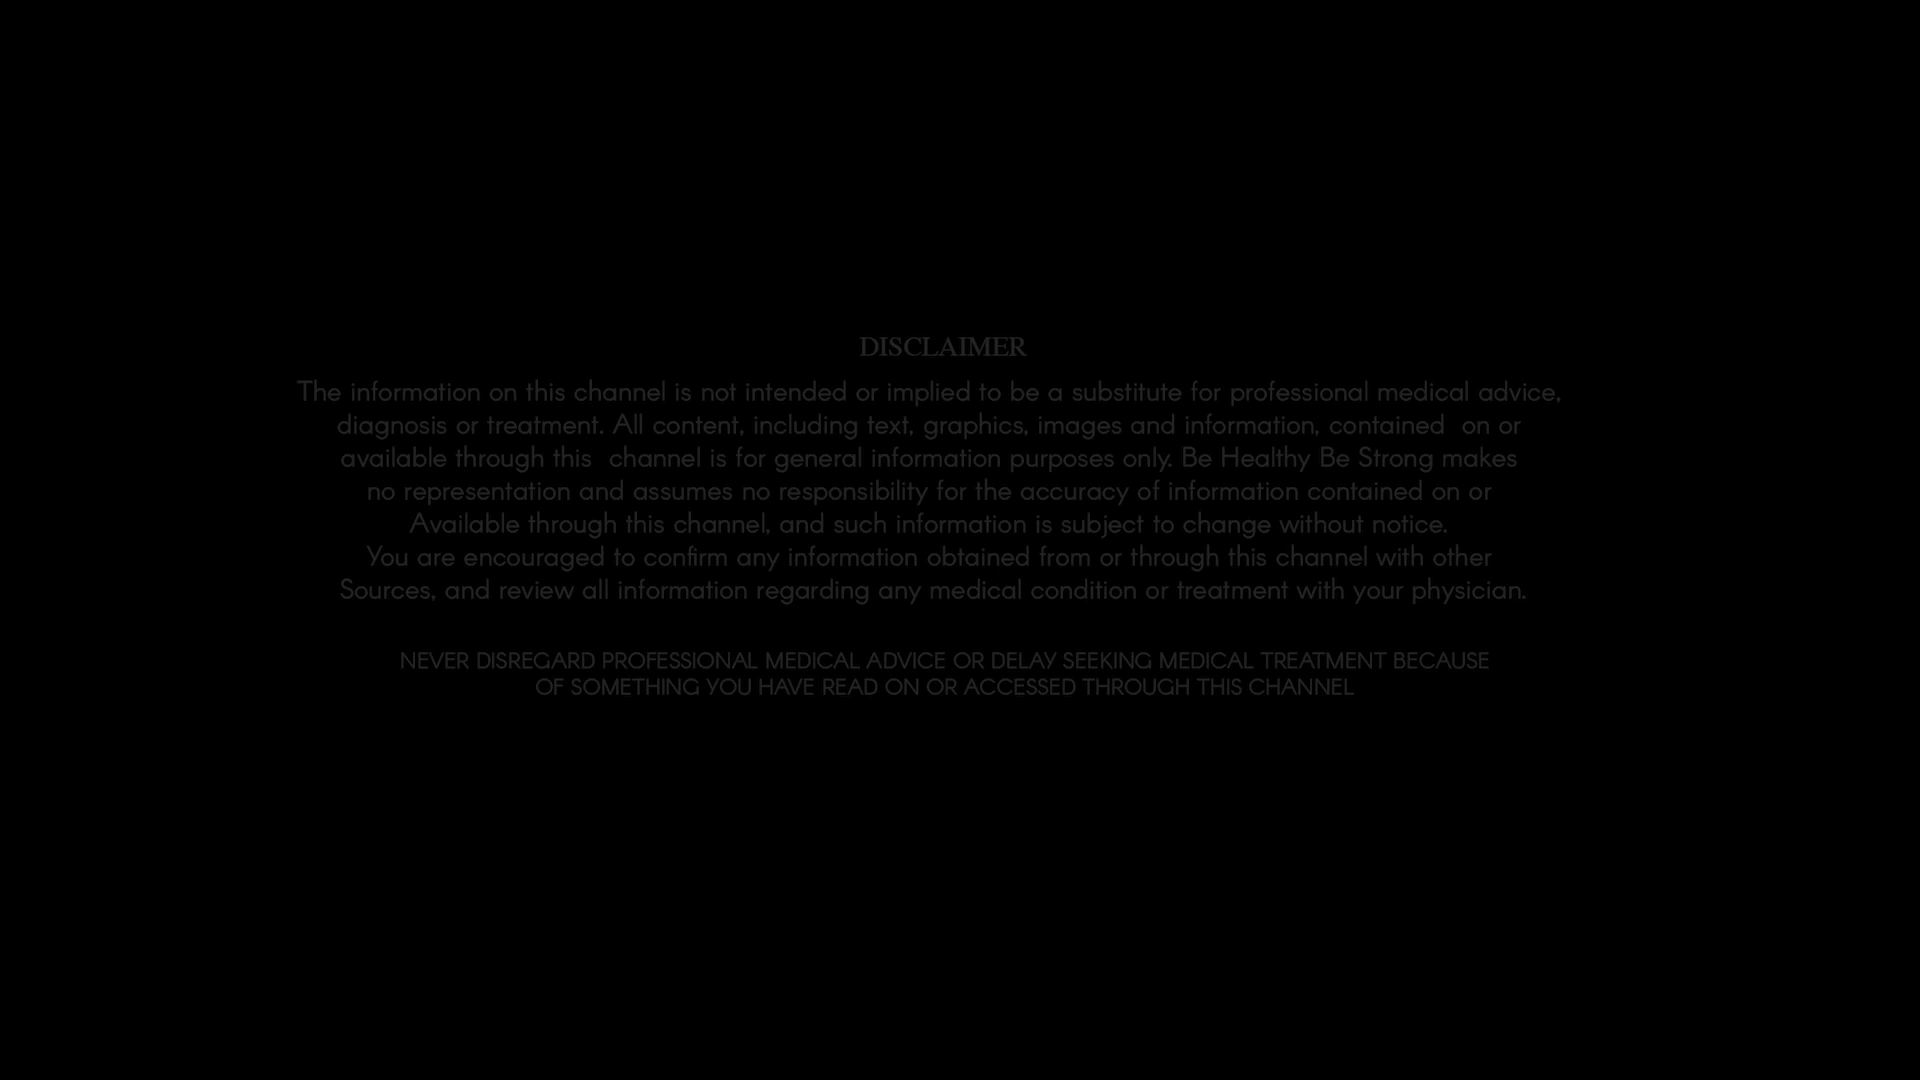 DISCLAIMER
The information on this channel is not intended or implied to be a substitute for professional medical advice,
diagnosis or treatment. All content, including text, graphics, images and information, contained  on or
available through this  channel is for general information purposes only. Be Healthy Be Strong makes
no representation and assumes no responsibility for the accuracy of information contained on or
Available through this channel, and such information is subject to change without notice.
You are encouraged to confirm any information obtained from or through this channel with other
Sources, and review all information regarding any medical condition or treatment with your physician.
NEVER DISREGARD PROFESSIONAL MEDICAL ADVICE OR DELAY SEEKING MEDICAL TREATMENT BECAUSE
OF SOMETHING YOU HAVE READ ON OR ACCESSED THROUGH THIS CHANNEL